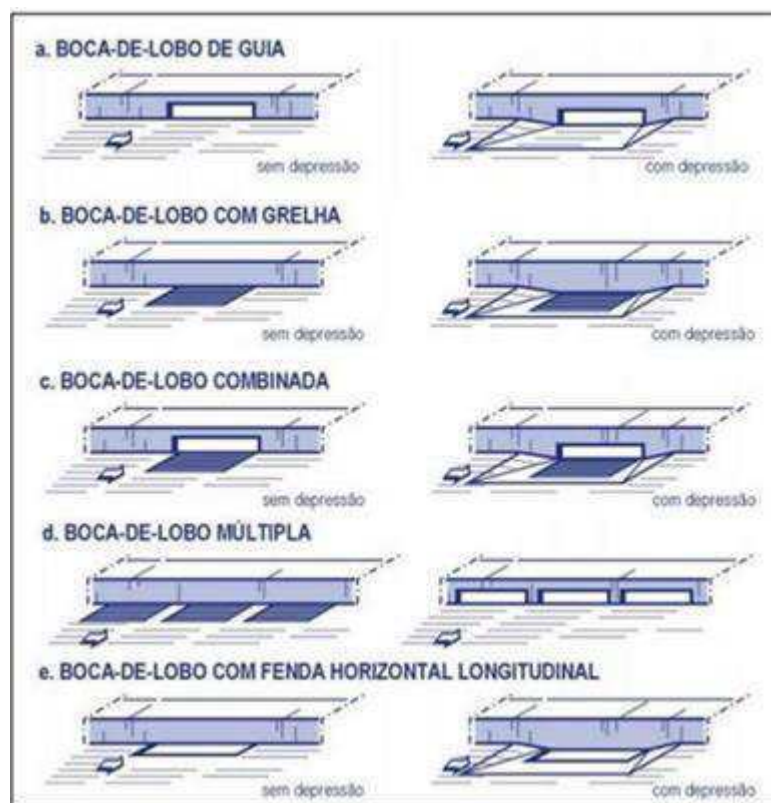 a. BOCA-DE-LOBO DE GUIA
sem depressão
com depressão
b. BOCA-DE-LOBO COM GRELHA
sem depressão
com depressão
c. BOCA-DE-LOBO COMBINADA
sem depressão
com depressão
d. BOCA-DE-LOBO MÚLTIPLA
e. BOCA-DE-LOBO COM FENDA HORIZONTAL LONGITUDINAL
sem depressão
com depressão